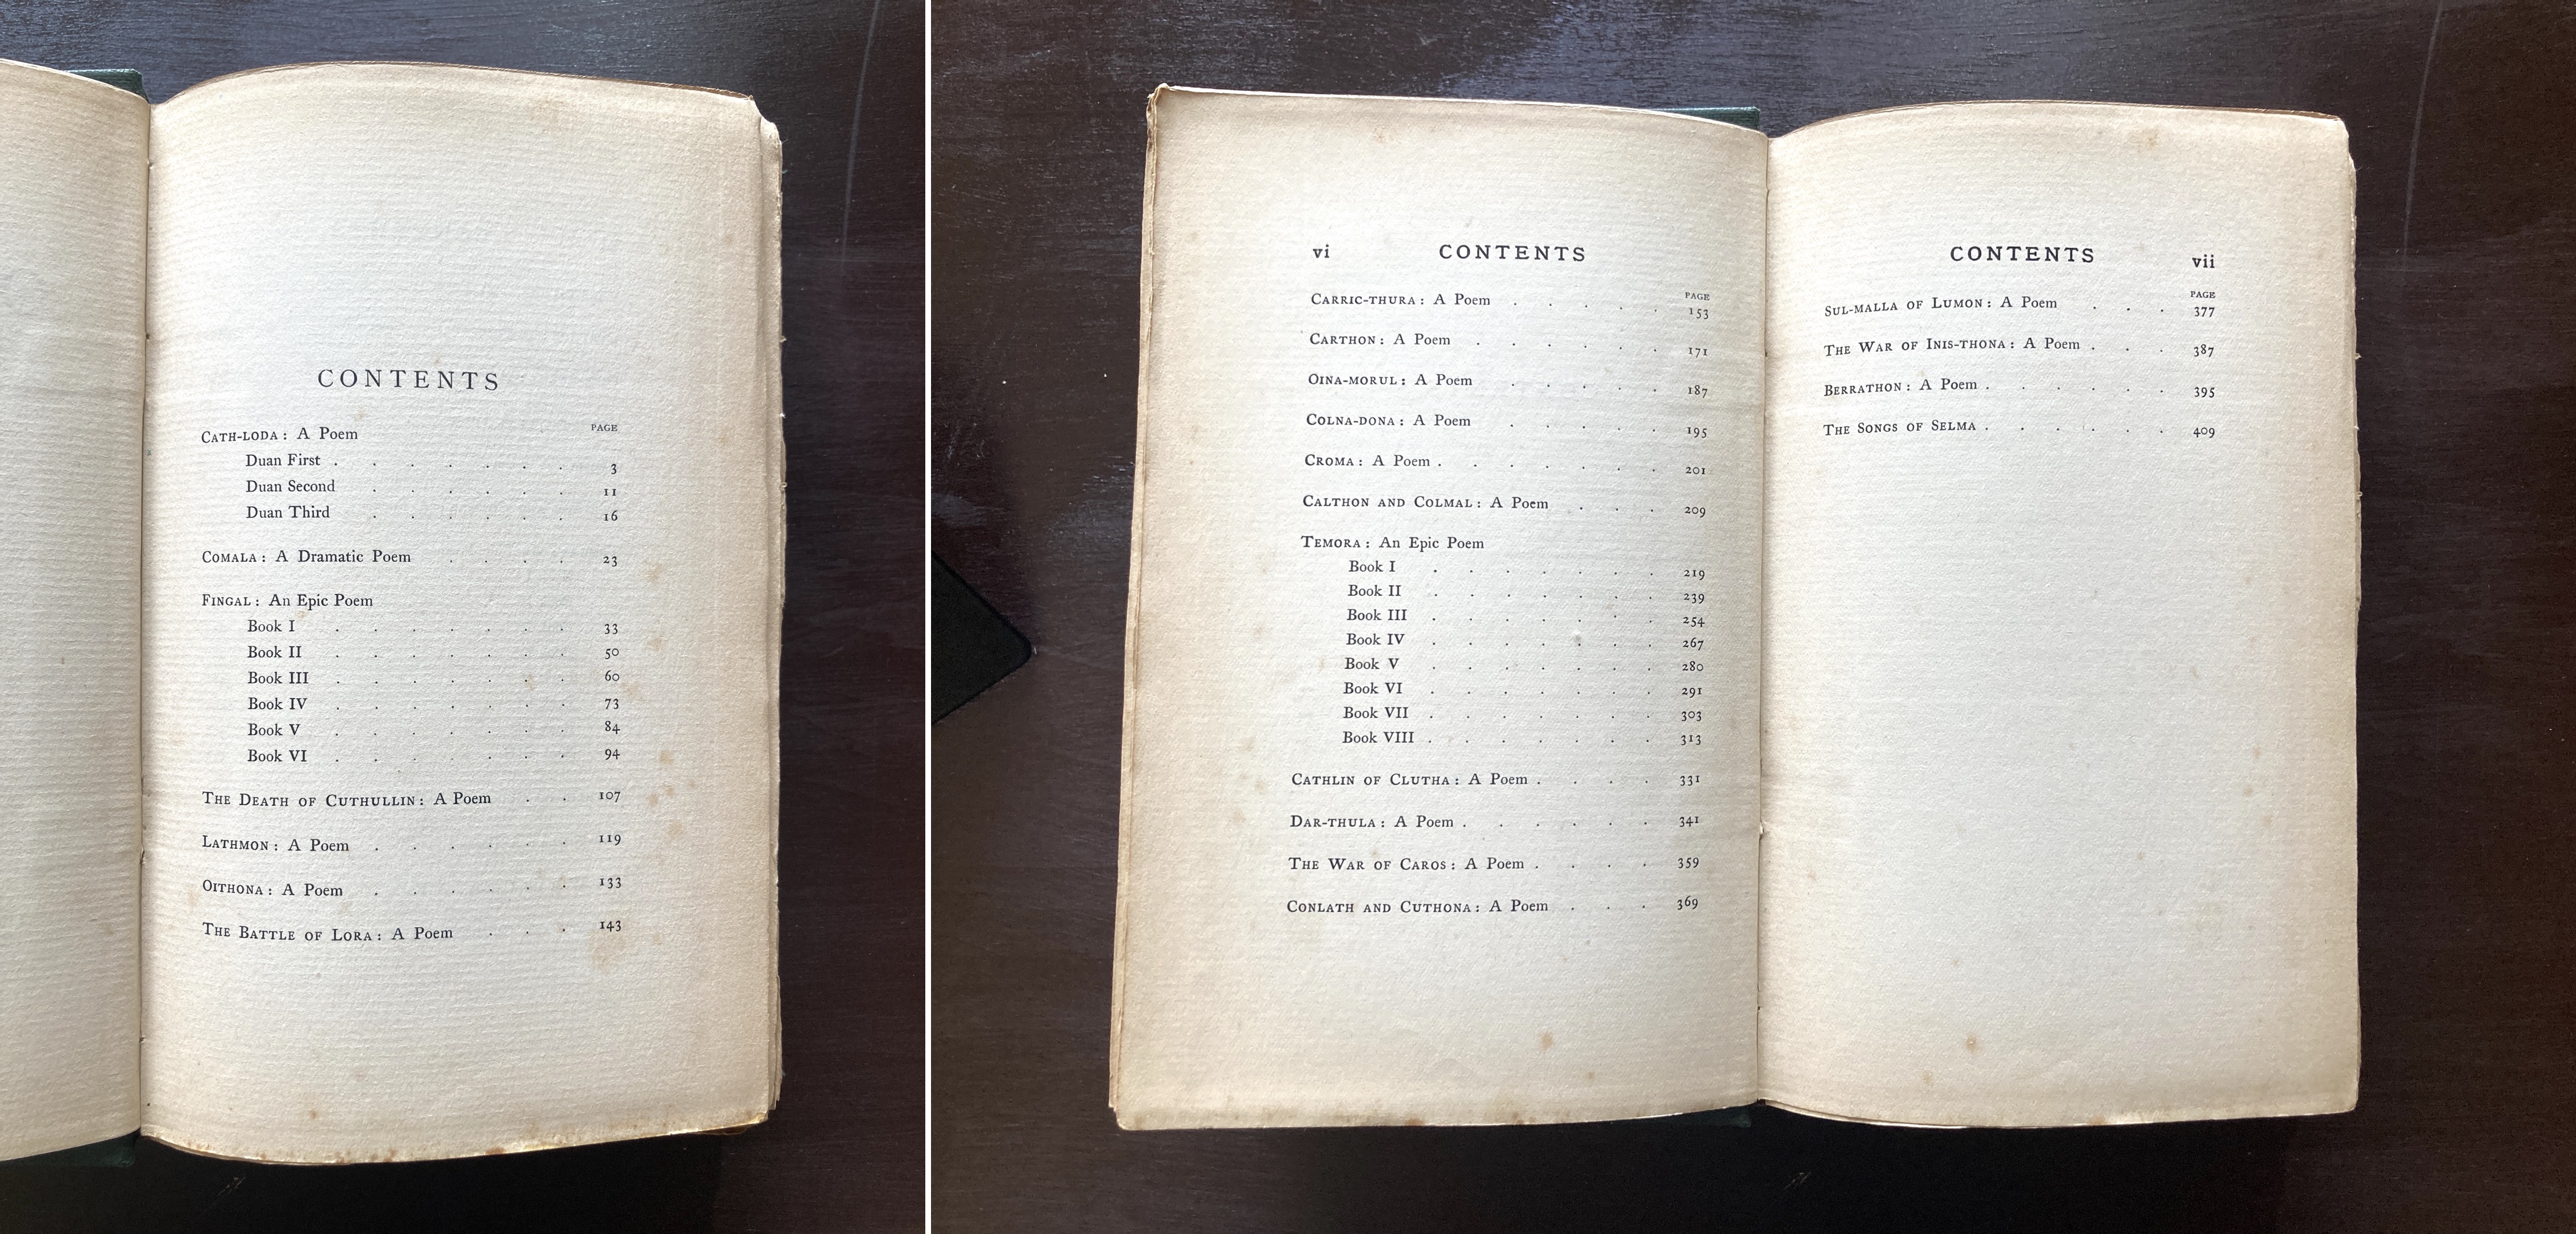 CONTENTS
PAGE
CATH-LODA: A Poem
Duan First . . . . . . . 3
Duan Second . . . . . . 11
Duan Third . . . . . . 16
COMALA: A Dramatic Poem . . . . 23
FINGAL: An Epic Poem
Book I . . . . . . . 33
Book II . . . . . . . 50
Book III . . . . . . . 60
Book IV . . . . . . . 73
Book V . . . . . . . 84
Book VI . . . . . . . 94
THE DEATH OF CUTHULLIN: A Poem . . 107
LATHMON: A Poem . . . . . . 119
OITHONA: A Poem . . . . . . 133
THE BATTLE OF LORA: A Poem . . . 143
vi CONTENTS
PAGE
CARRIC-THURA: A Poem . . . . . 153
CARTHON: A Poem . . . . . . 171
OINA-MORUL: A Poem . . . . . 187
COLNA-DONA: A Poem . . . . . 195
CROMA: A Poem . . . . . . . 201
CALTHON AND COLMAL: A Poem . . . 209
TEMORA: An Epic Poem
Book I . . . . . . . 219
Book II . . . . . . . 239
Book III . . . . . . . 254
Book IV . . . . . . . 267
Book V . . . . . . . 280
Book VI . . . . . . . 291
Book VII . . . . . . . 303
Book VIII . . . . . . . 313
CATHLIN OF CLUTHA: A Poem . . . . 331
DAR-THULA: A Poem . . . . . . 341
THE WAR OF CAROS: A Poem . . . . 359
CONLATH AND CUTHONA: A Poem . . . 369
CONTENTS vii
PAGE
SUL-MALLA OF LUMON: A Poem . . . 377
THE WAR OF INIS-THONA: A Poem . . . 387
BERRATHON: A Poem . . . . . . 395
THE SONGS OF SELMA . . . . . . 409